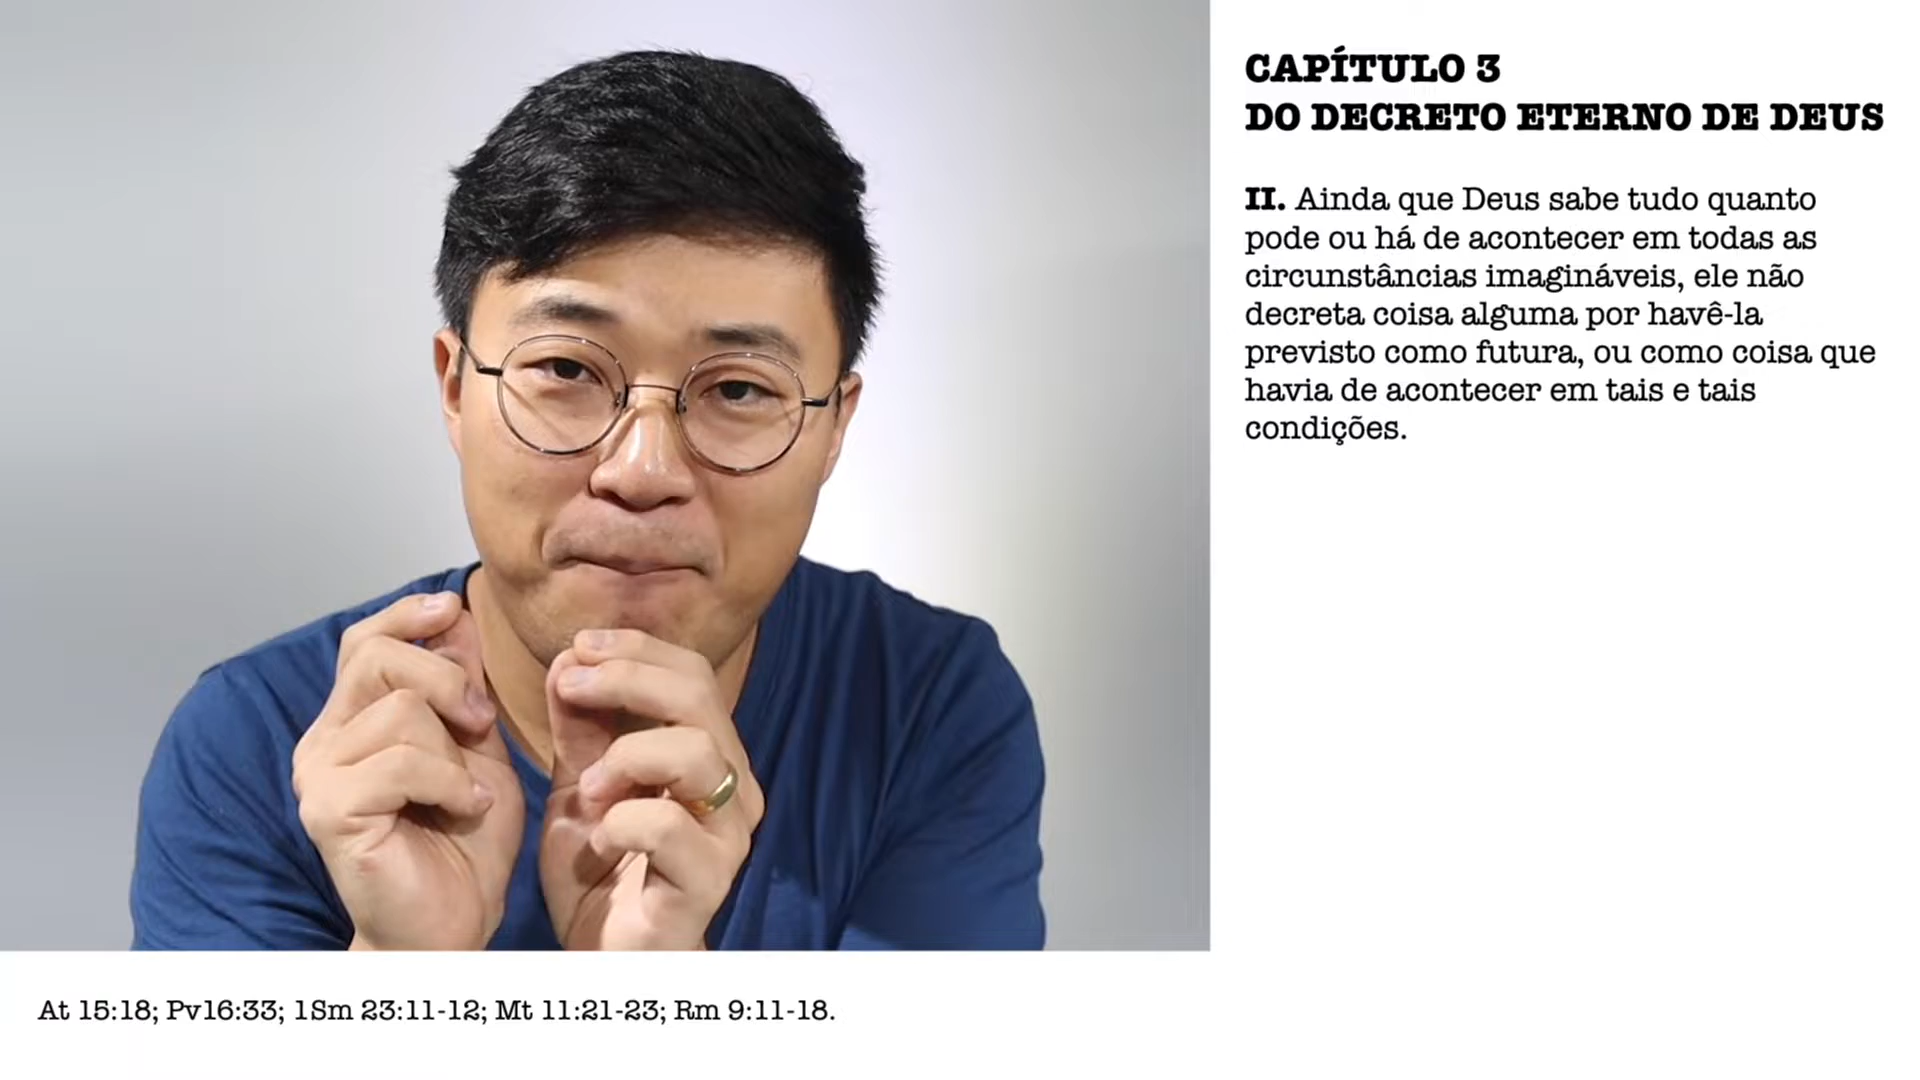 CAPÍTULO 3
DO DECRETO ETERNO DE DEUS
II. Ainda que Deus sabe tudo quanto
pode ou há de acontecer em todas as
circunstâncias imagináveis, ele não
decreta coisa alguma por havê-la
previsto como futura, ou como coisa que
havia de acontecer em tais e tais
condições.
At 15:18; Pv16:33; 1Sm 23:11-12; Mt 11:21-23; Rm 9:11-18.